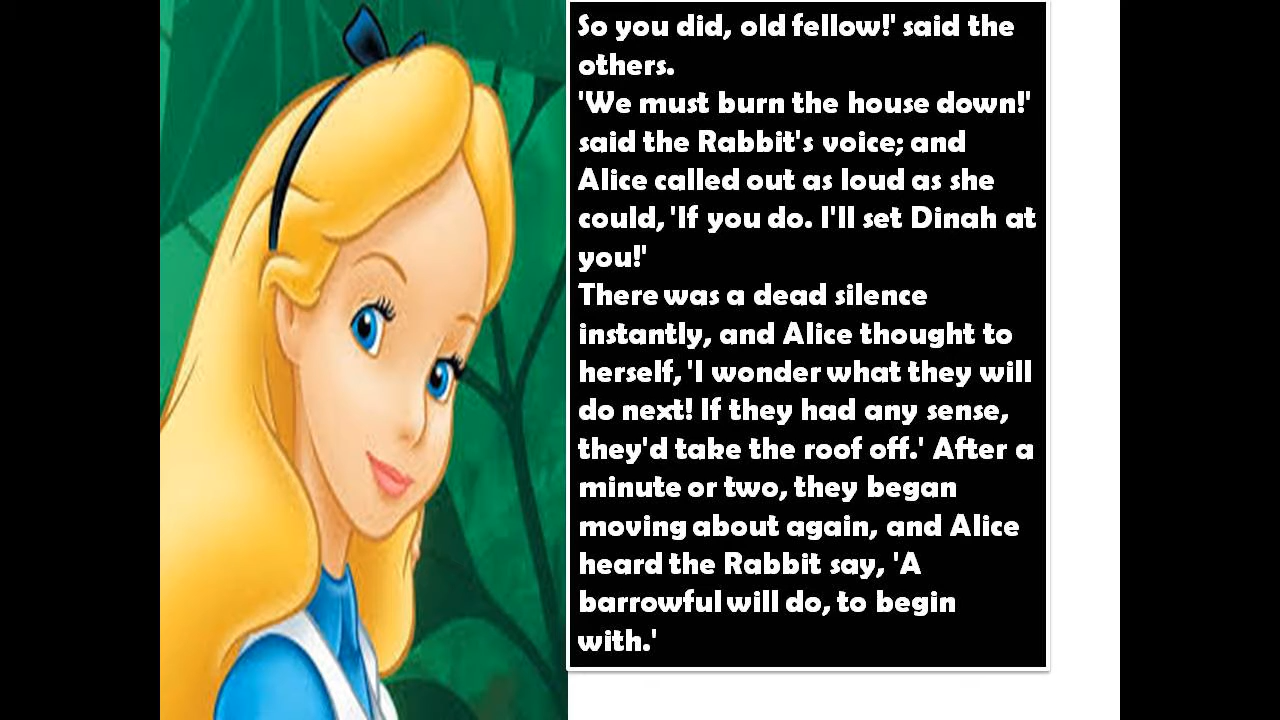 So you did, old fellow!' said the
others.
'We must burn the house down!'
said the Rabbit's voice; and
Alice called out as loud as she
could, 'If you do. I'll set Dinah at
you!'
There was a dead silence
instantly, and Alice thought to
herself, 'I wonder what they will
do next! If they had any sense,
they'd take the roof off.' After a
minute or two, they began
moving about again, and Alice
heard the Rabbit say, 'A
barrowful will do, to begin
with.'